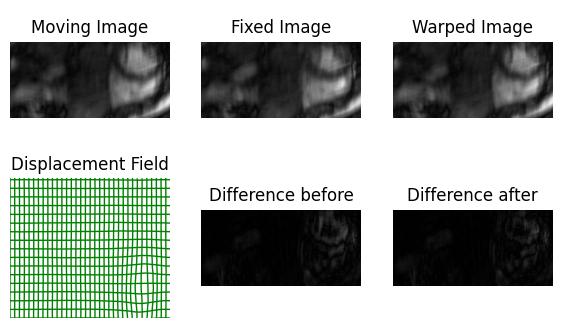 Moving Image
Fixed Image
Warped Image
Displacement Field
Difference before
Difference after